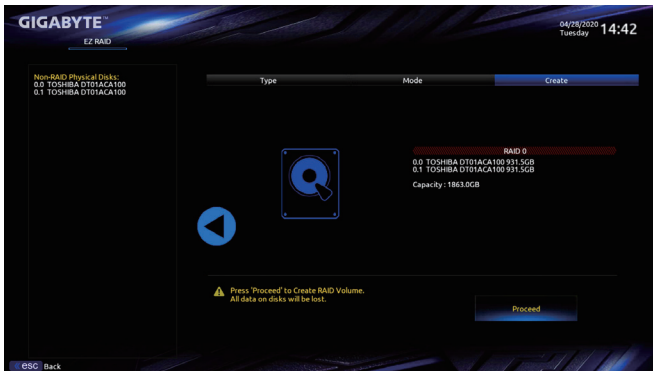 GIGABYTE™
EZ RAID
04/28/2020
Tuesday 14:42
Non-RAID Physical Disks:
0.0 TOSHIBA DT01ACA100
0.1 TOSHIBA DT01ACA100
Type Mode Create
RAID 0
0.0 TOSHIBA DT01ACA100 931.5GB
0.1 TOSHIBA DT01ACA100 931.5GB
Capacity : 1863.0GB
Press 'Proceed' to Create RAID Volume.
All data on disks will be lost.
Proceed
esc Back